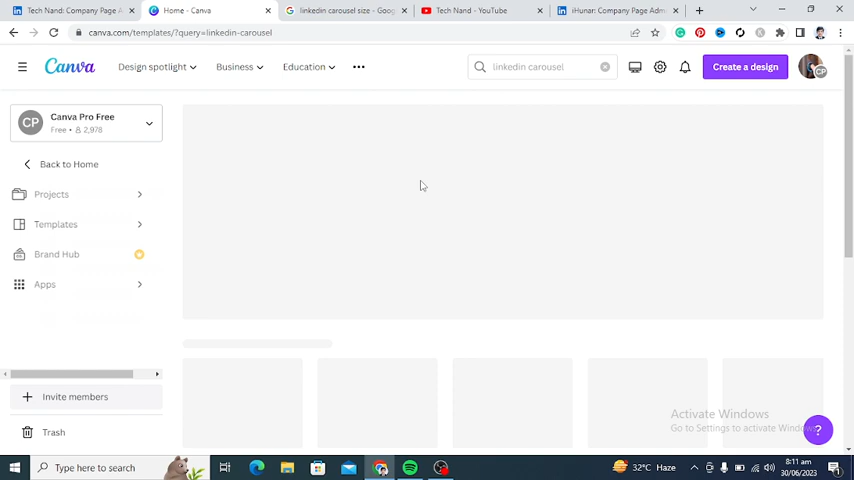 Tech Nand: Company Page A
Home - Canva
linkedin carousel size - Goog
Tech Nand - YouTube
iHunar: Company Page Adm
canva.com/templates/?query=linkedin-carousel
Canva
Design spotlight
Business
Education
linkedin carousel
Create a design
CP
CP
Canva Pro Free
Free • 2,978
Back to Home
Projects
Templates
Brand Hub
Apps
Invite members
Trash
Activate Windows
Go to Settings to activate Windows.
?
Type here to search
32°C Haze
8:11 am
30/06/2023
1